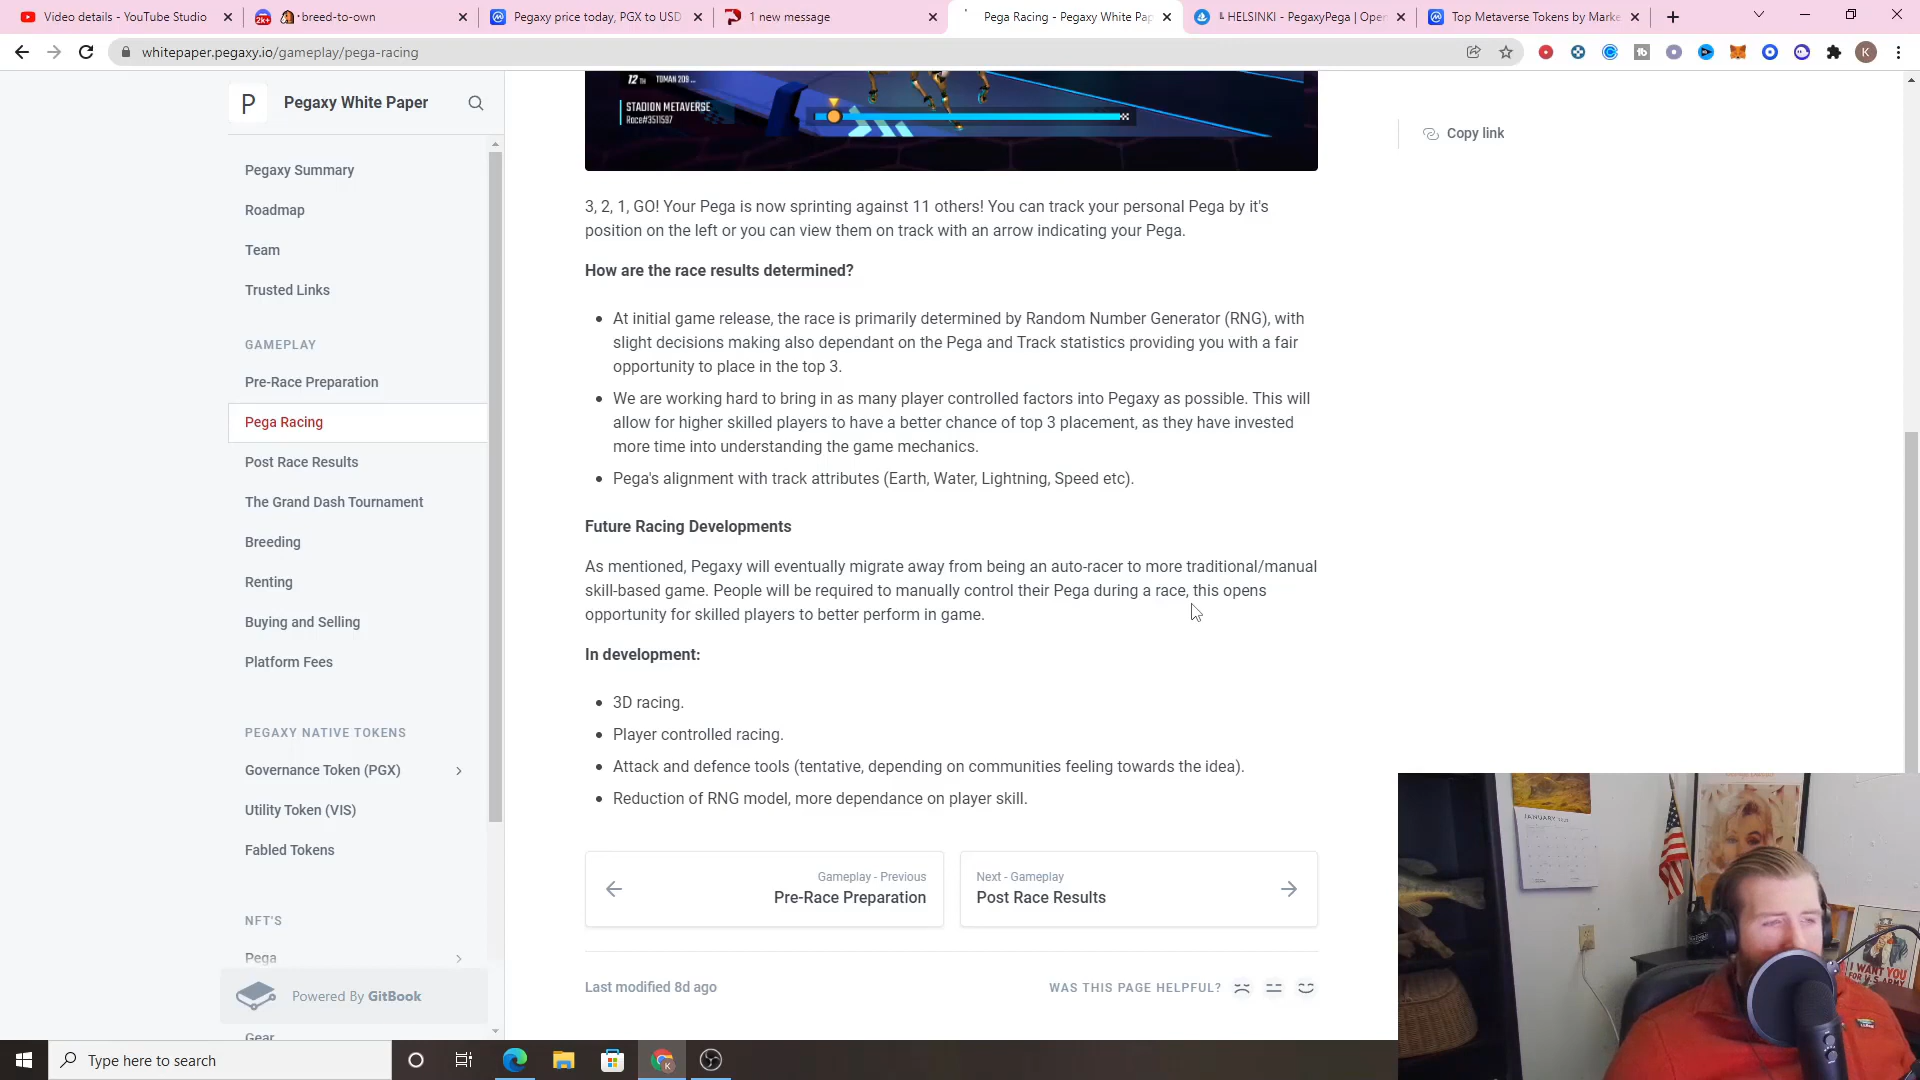 Video details - YouTube Studio
breed-to-own
Pegaxy price today, PGX to USD
1 new message
Pega Racing - Pegaxy White Pap
HELSINKI - PegaxyPega | Open
Top Metaverse Tokens by Marke
whitepaper.pegaxy.io/gameplay/pega-racing
P
Pegaxy White Paper
Pegaxy Summary
Roadmap
Team
Trusted Links
GAMEPLAY
Pre-Race Preparation
Pega Racing
Post Race Results
The Grand Dash Tournament
Breeding
Renting
Buying and Selling
Platform Fees
PEGAXY NATIVE TOKENS
Governance Token (PGX)
Utility Token (VIS)
Fabled Tokens
NFT'S
Pega
Powered By GitBook
Gear
12TH TOMAN 209 ...
STADION METAVERSE
Race#3511597
Copy link
3, 2, 1, GO! Your Pega is now sprinting against 11 others! You can track your personal Pega by it's
position on the left or you can view them on track with an arrow indicating your Pega.
How are the race results determined?
At initial game release, the race is primarily determined by Random Number Generator (RNG), with
slight decisions making also dependant on the Pega and Track statistics providing you with a fair
opportunity to place in the top 3.
We are working hard to bring in as many player controlled factors into Pegaxy as possible. This will
allow for higher skilled players to have a better chance of top 3 placement, as they have invested
more time into understanding the game mechanics.
Pega's alignment with track attributes (Earth, Water, Lightning, Speed etc).
Future Racing Developments
As mentioned, Pegaxy will eventually migrate away from being an auto-racer to more traditional/manual
skill-based game. People will be required to manually control their Pega during a race, this opens
opportunity for skilled players to better perform in game.
In development:
3D racing.
Player controlled racing.
Attack and defence tools (tentative, depending on communities feeling towards the idea).
Reduction of RNG model, more dependance on player skill.
Gameplay - Previous
Pre-Race Preparation
Next - Gameplay
Post Race Results
Last modified 8d ago
WAS THIS PAGE HELPFUL?
JANUARY
I WANT YOU
FOR U.S. ARMY
Type here to search